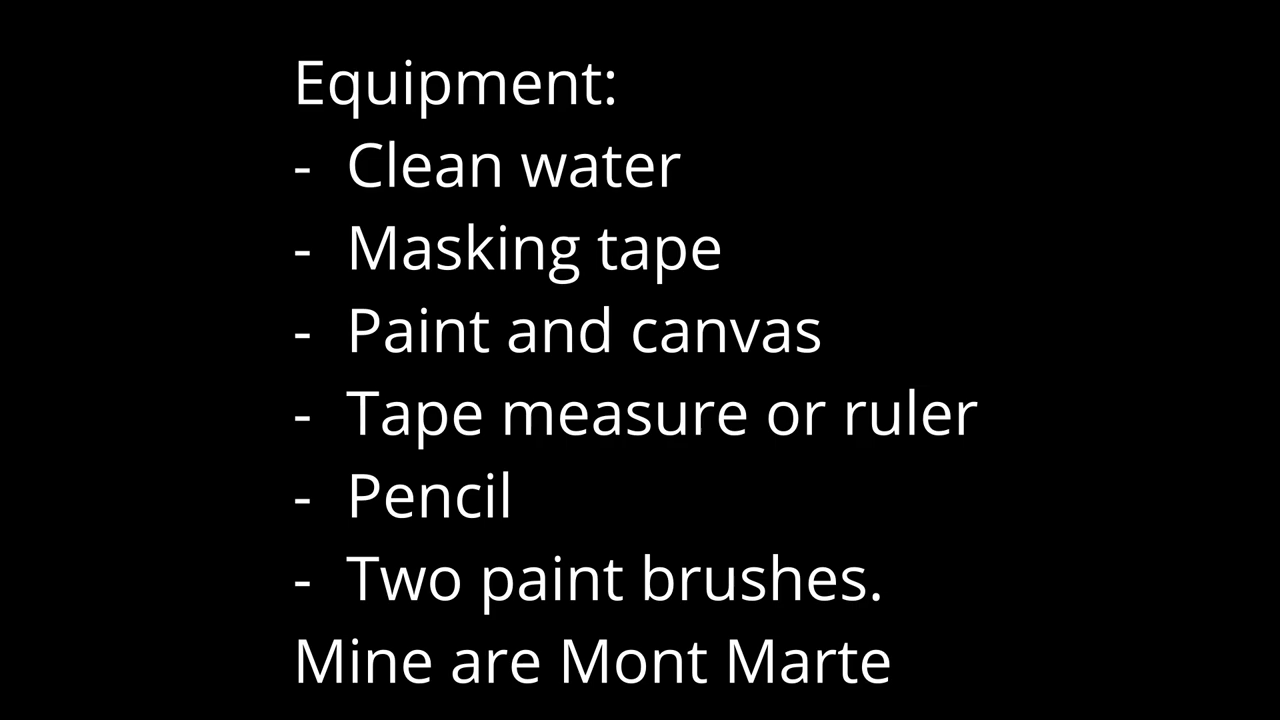 Equipment:
- Clean water
- Masking tape
- Paint and canvas
- Tape measure or ruler
- Pencil
- Two paint brushes.
Mine are Mont Marte